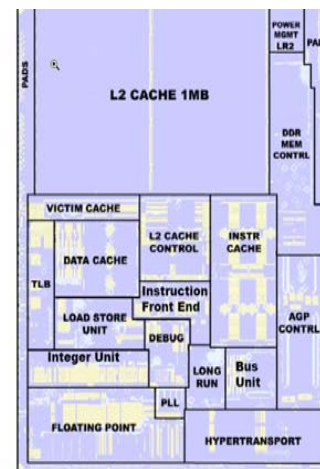 POWER
MGMT
LR2
PADS
L2 CACHE 1MB
DDR
MEM
CONTRL
VICTIM CACHE
L2 CACHE
CONTROL
INSTR
CACHE
DATA CACHE
TLB
Instruction
Front End
LOAD STORE
UNIT
DEBUG
AGP
CONTRL
Integer Unit
LONG
RUN
Bus
Unit
PLL
FLOATING POINT
HYPERTRANSPORT